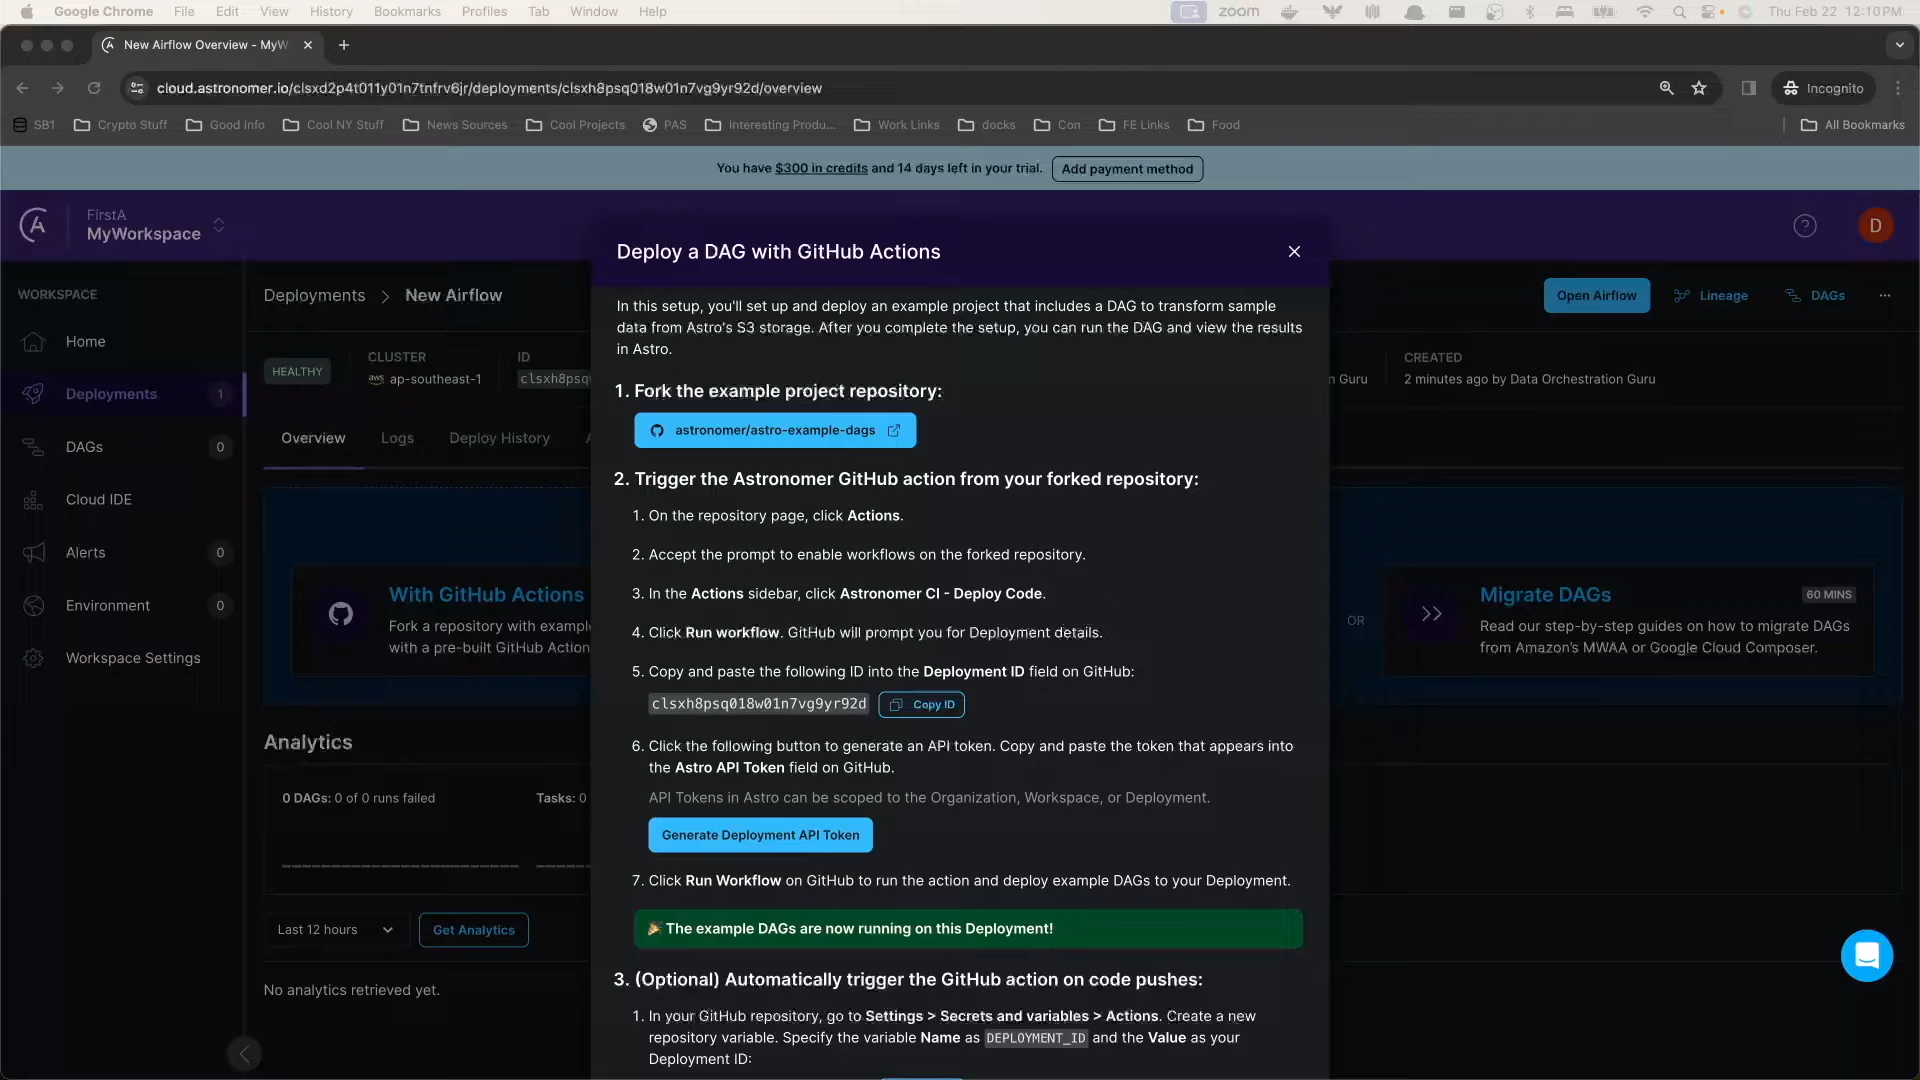 Google Chrome File Edit View History Bookmarks Profiles Tab Window Help zoom Thu Feb 22 12:10 PM
New Airflow Overview - MyW
cloud.astronomer.io/clsxd2p4t011y01n7tnfrv6jr/deployments/clsxh8psq018w01n7vg9yr92d/overview Incognito
SB1 Crypto Stuff Good Info Cool NY Stuff News Sources Cool Projects PAS Interesting Produ... Work Links docks Con FE Links Food All Bookmarks
You have $300 in credits and 14 days left in your trial. Add payment method
FirstA
MyWorkspace
? D
WORKSPACE
Home
Deployments 1
DAGs 0
Cloud IDE
Alerts 0
Environment 0
Workspace Settings
Deployments > New Airflow
Open Airflow Lineage DAGs ...
HEALTHY
CLUSTER
aws ap-southeast-1
ID
clsxh8psq
n Guru
CREATED
2 minutes ago by Data Orchestration Guru
Overview Logs Deploy History
With GitHub Actions
Fork a repository with example
with a pre-built GitHub Action
OR
Migrate DAGs 60 MINS
Read our step-by-step guides on how to migrate DAGs
from Amazon's MWAA or Google Cloud Composer.
Analytics
0 DAGs: 0 of 0 runs failed Tasks: 0
Last 12 hours Get Analytics
No analytics retrieved yet.
Deploy a DAG with GitHub Actions
In this setup, you'll set up and deploy an example project that includes a DAG to transform sample
data from Astro's S3 storage. After you complete the setup, you can run the DAG and view the results
in Astro.
1. Fork the example project repository:
astronomer/astro-example-dags
2. Trigger the Astronomer GitHub action from your forked repository:
1. On the repository page, click Actions.
2. Accept the prompt to enable workflows on the forked repository.
3. In the Actions sidebar, click Astronomer CI - Deploy Code.
4. Click Run workflow. GitHub will prompt you for Deployment details.
5. Copy and paste the following ID into the Deployment ID field on GitHub:
clsxh8psq018w01n7vg9yr92d Copy ID
6. Click the following button to generate an API token. Copy and paste the token that appears into
the Astro API Token field on GitHub.
API Tokens in Astro can be scoped to the Organization, Workspace, or Deployment.
Generate Deployment API Token
7. Click Run Workflow on GitHub to run the action and deploy example DAGs to your Deployment.
🎉 The example DAGs are now running on this Deployment!
3. (Optional) Automatically trigger the GitHub action on code pushes:
1. In your GitHub repository, go to Settings > Secrets and variables > Actions. Create a new
repository variable. Specify the variable Name as DEPLOYMENT_ID and the Value as your
Deployment ID: